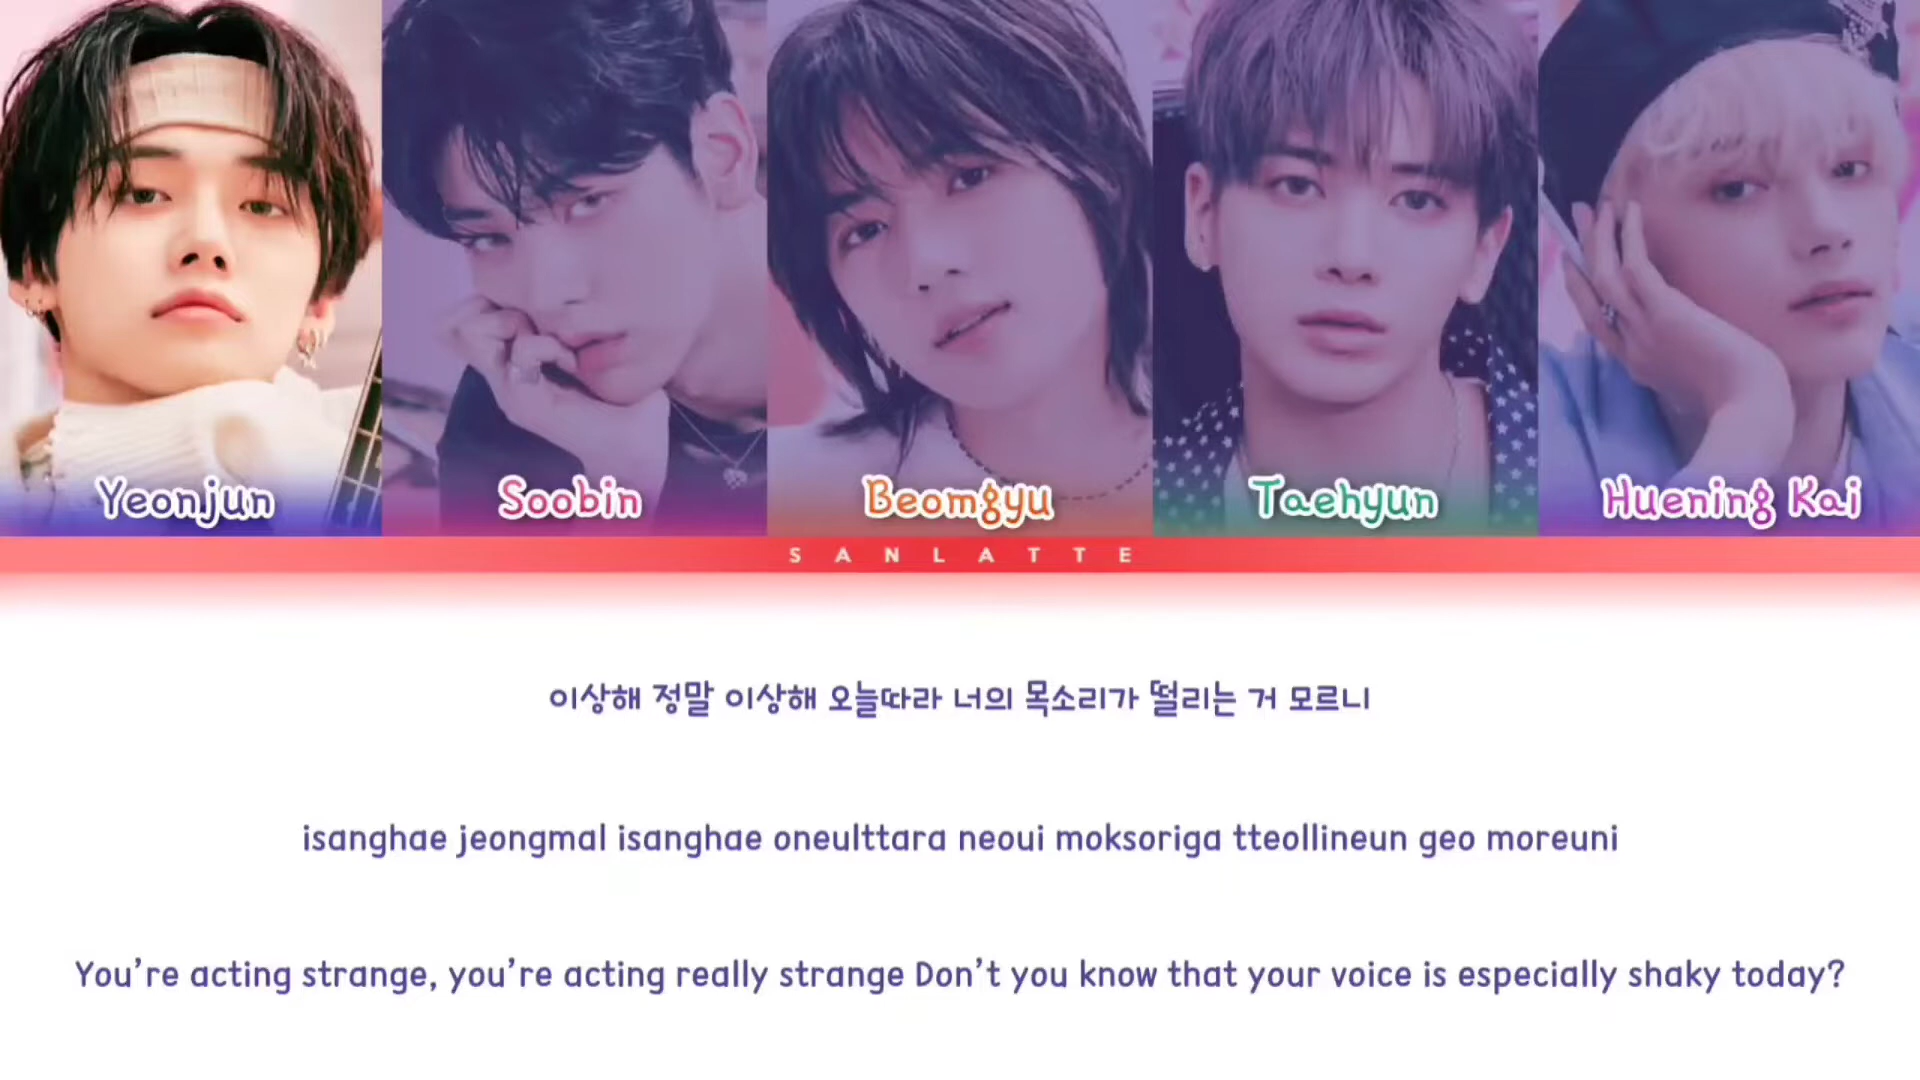 Yeonjun Soobin Beomgyu Taehyun Huening Kai
SANLATTE
이상해 정말 이상해 오늘따라 너의 목소리가 떨리는 거 모르니
isanghae jeongmal isanghae oneulttara neoui moksoriga tteollineun geo moreuni
You’re acting strange, you’re acting really strange Don’t you know that your voice is especially shaky today?